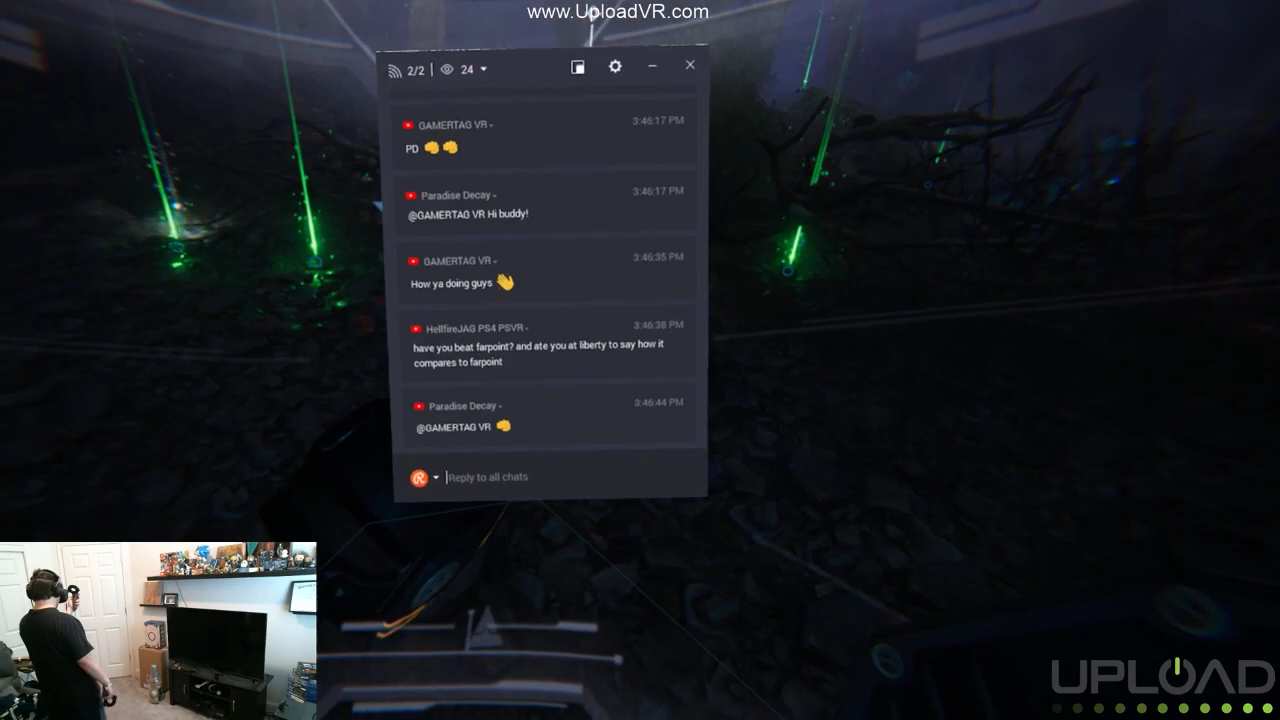 www.UploadVR.com
2/2 24
GAMERTAG VR 3:46:17 PM
PD 👊👊
Paradise Decay 3:46:17 PM
@GAMERTAG VR Hi buddy!
GAMERTAG VR 3:46:35 PM
How ya doing guys 👋
HellfireJAG PS4 PSVR 3:46:38 PM
have you beat farpoint? and ate you at liberty to say how it
compares to farpoint
Paradise Decay 3:46:44 PM
@GAMERTAG VR 👊
Reply to all chats
UPLOAD